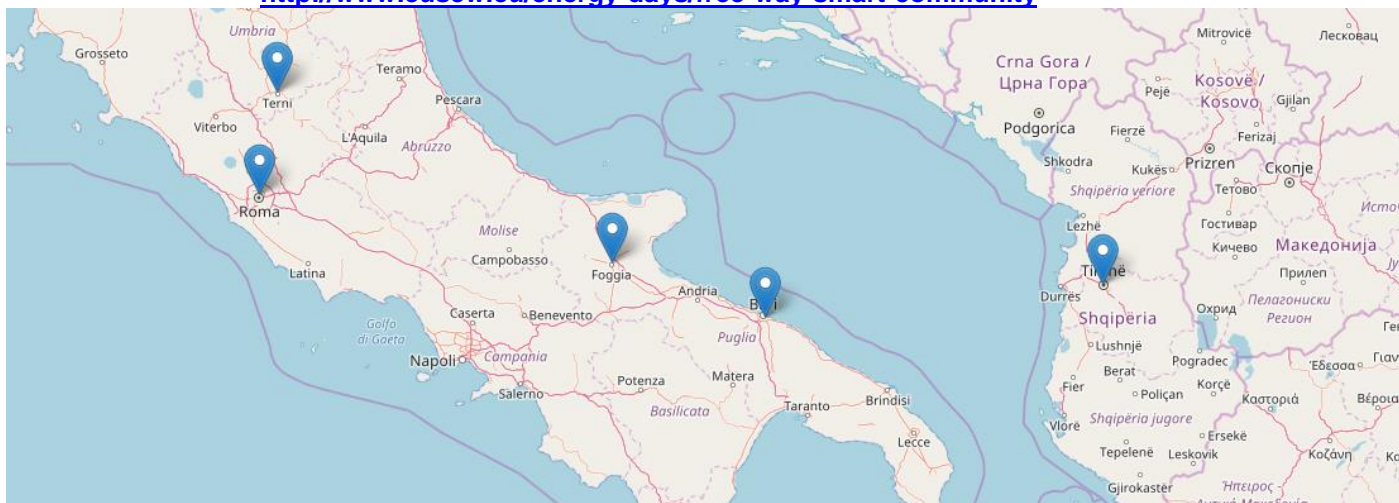 Umbria
Grosseto
Terni
Teramo
Viterbo
L'Aquila
Pescara
Abruzzo
Roma
Latina
Molise
Campobasso
Foggia
Andria
Golfo
di Gaeta
Caserta
Benevento
Puglia
Napoli
Campania
Salerno
Potenza
Matera
Basilicata
Taranto
Brindisi
Lecce
Mitrovicë
Лесковац
Crna Gora /
Црна Гора
Pejë
Kosovë /
Kosovo
Gjilan
Podgorica
Fierzë
Ferizaj
Shkodra
Kukës
Prizren
Скопје
Shqipëria veriore
Тетово
Lezhë
Гостивар
Кичево
Македонија
Durrës
Прилеп
Охрид
Пелагониски
Регион
Shqipëria
Lushnjë
Pogradec
Berat
Fier
Poliçan
Korçë
Έδεσσα
Καστοριά
Βέροια
Vlorë
Shqipëria jugore
Ersekë
Tepelenë
Leskovik
Κοζάνη
Gjirokastër